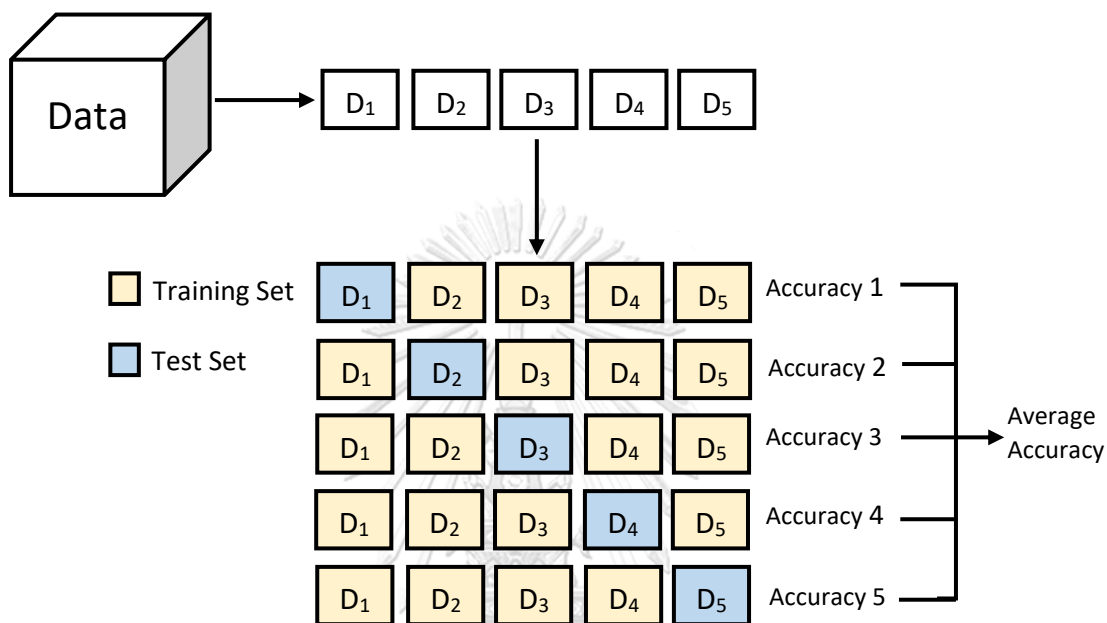 Data
D₁ D₂ D₃ D₄ D₅
Training Set
Test Set
D₁ D₂ D₃ D₄ D₅ Accuracy 1
D₁ D₂ D₃ D₄ D₅ Accuracy 2
D₁ D₂ D₃ D₄ D₅ Accuracy 3
D₁ D₂ D₃ D₄ D₅ Accuracy 4
D₁ D₂ D₃ D₄ D₅ Accuracy 5
Average
Accuracy